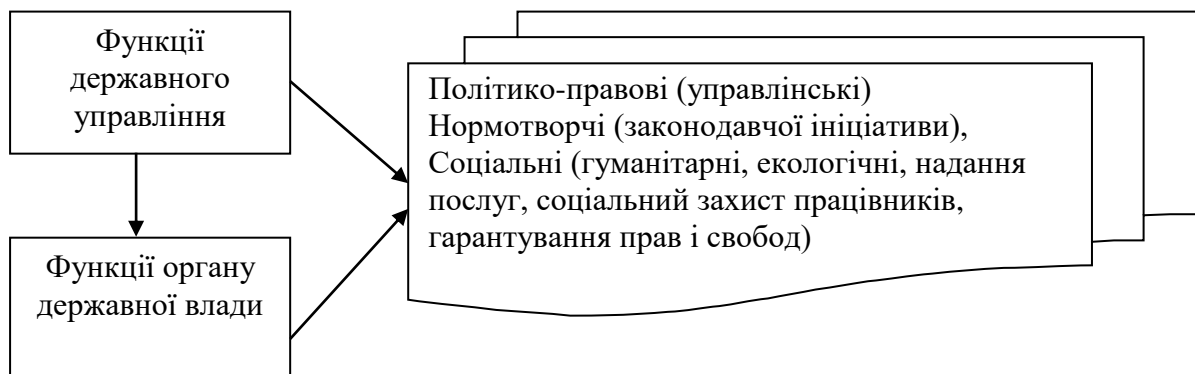 Функції
державного
управління
Політико-правові (управлінські)
Нормотворчі (законодавчої ініціативи),
Соціальні (гуманітарні, екологічні, надання
послуг, соціальний захист працівників,
гарантування прав і свобод)
Функції органу
державної влади